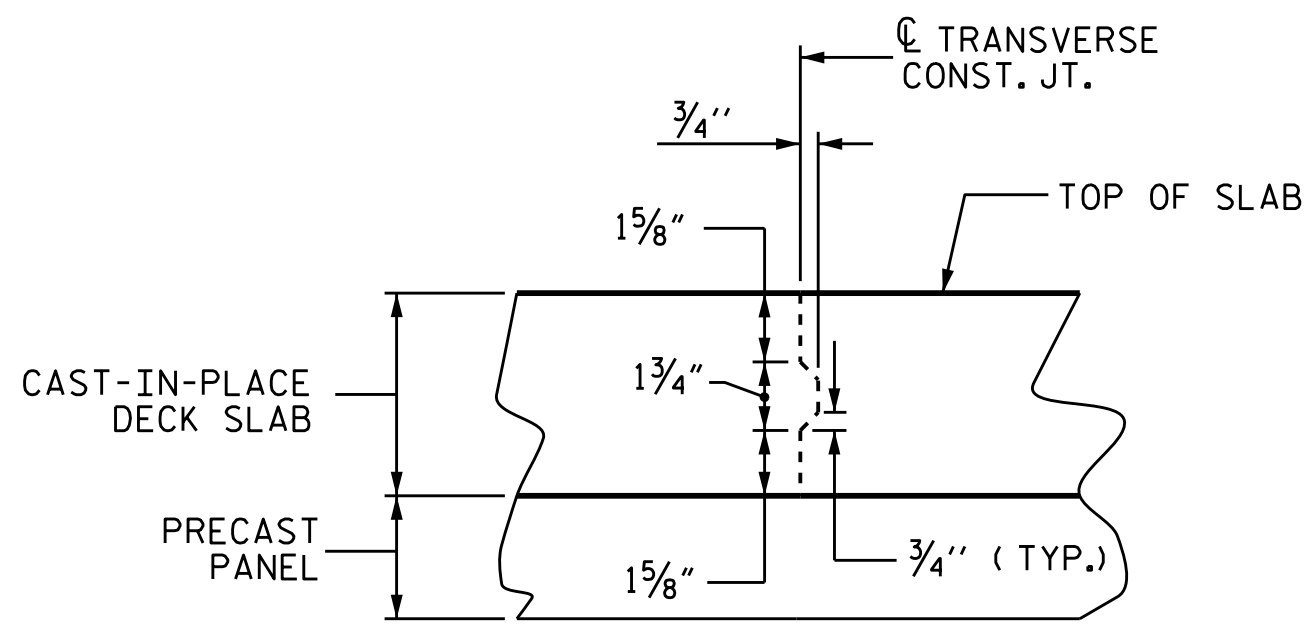 ℄ TRANSVERSE
CONST. JT.
3/4''
TOP OF SLAB
1 5/8"
1 3/4"
CAST-IN-PLACE
DECK SLAB
PRECAST
PANEL
3/4'' ( TYP.)
1 5/8"